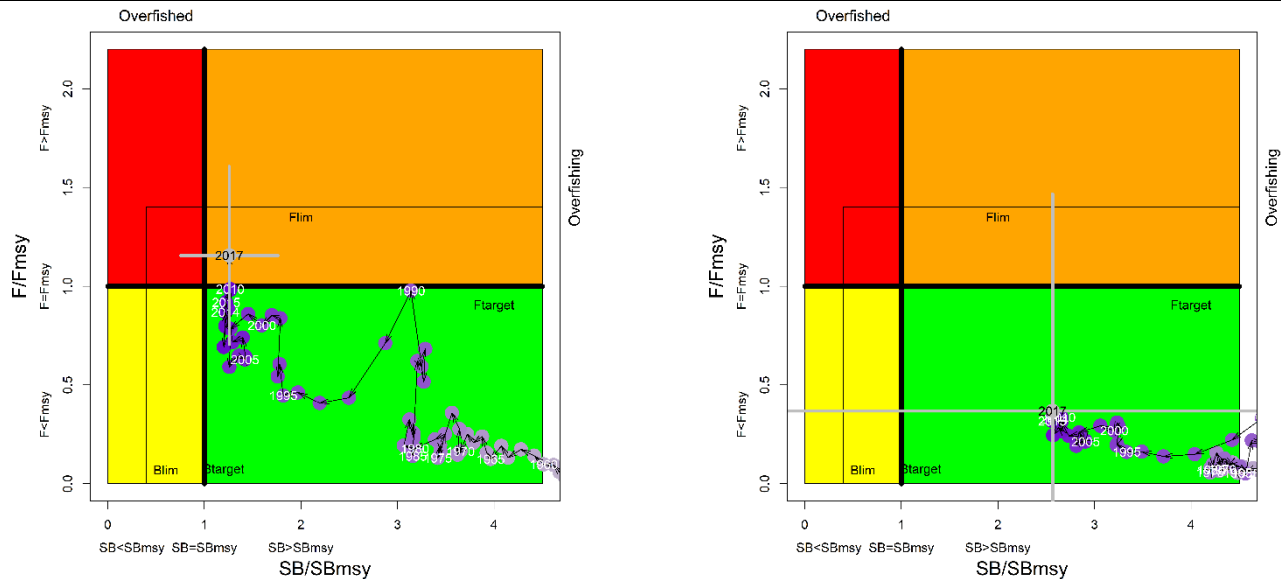 Overfished
2.0
1.5
1.0
0.5
0.0
F>Fmsy
F=Fmsy
F<Fmsy
F/Fmsy
Flim
2017
2010
2015
2014
1990
Ftarget
2000
2005
1995
1980
1985
1975
1970
1965
1960
Blim
Btarget
0 1 2 3 4
SB<SBmsy SB=SBmsy SB>SBmsy
SB/SBmsy
Overfishing
Overfished
2.0
1.5
1.0
0.5
0.0
F>Fmsy
F=Fmsy
F<Fmsy
F/Fmsy
Flim
Ftarget
2017
2000
2005
1995
Blim
Btarget
0 1 2 3 4
SB<SBmsy SB=SBmsy SB>SBmsy
SB/SBmsy